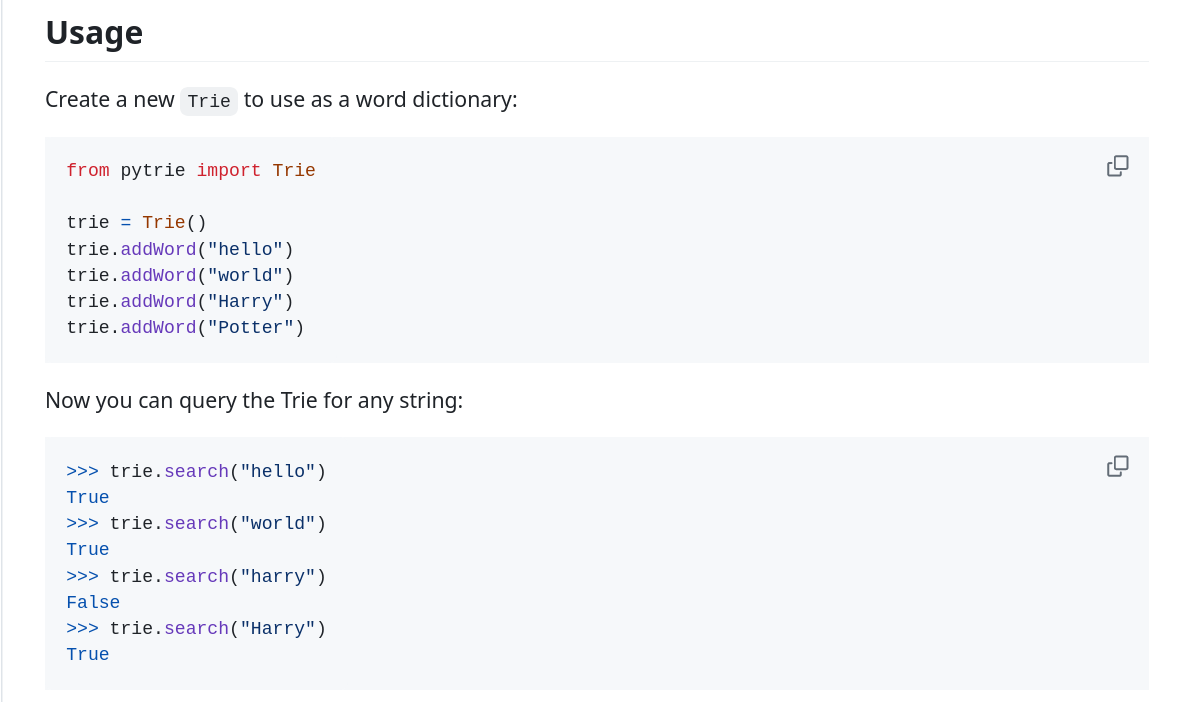 Usage
Create a new Trie to use as a word dictionary:
from pytrie import Trie
trie = Trie()
trie.addWord("hello")
trie.addWord("world")
trie.addWord("Harry")
trie.addWord("Potter")
Now you can query the Trie for any string:
>>> trie.search("hello")
True
>>> trie.search("world")
True
>>> trie.search("harry")
False
>>> trie.search("Harry")
True